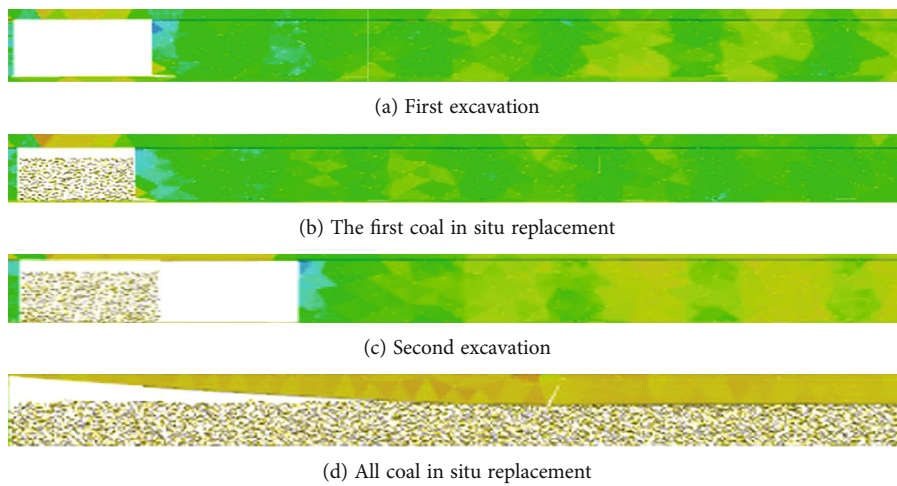 (a) First excavation
(b) The first coal in situ replacement
(c) Second excavation
(d) All coal in situ replacement